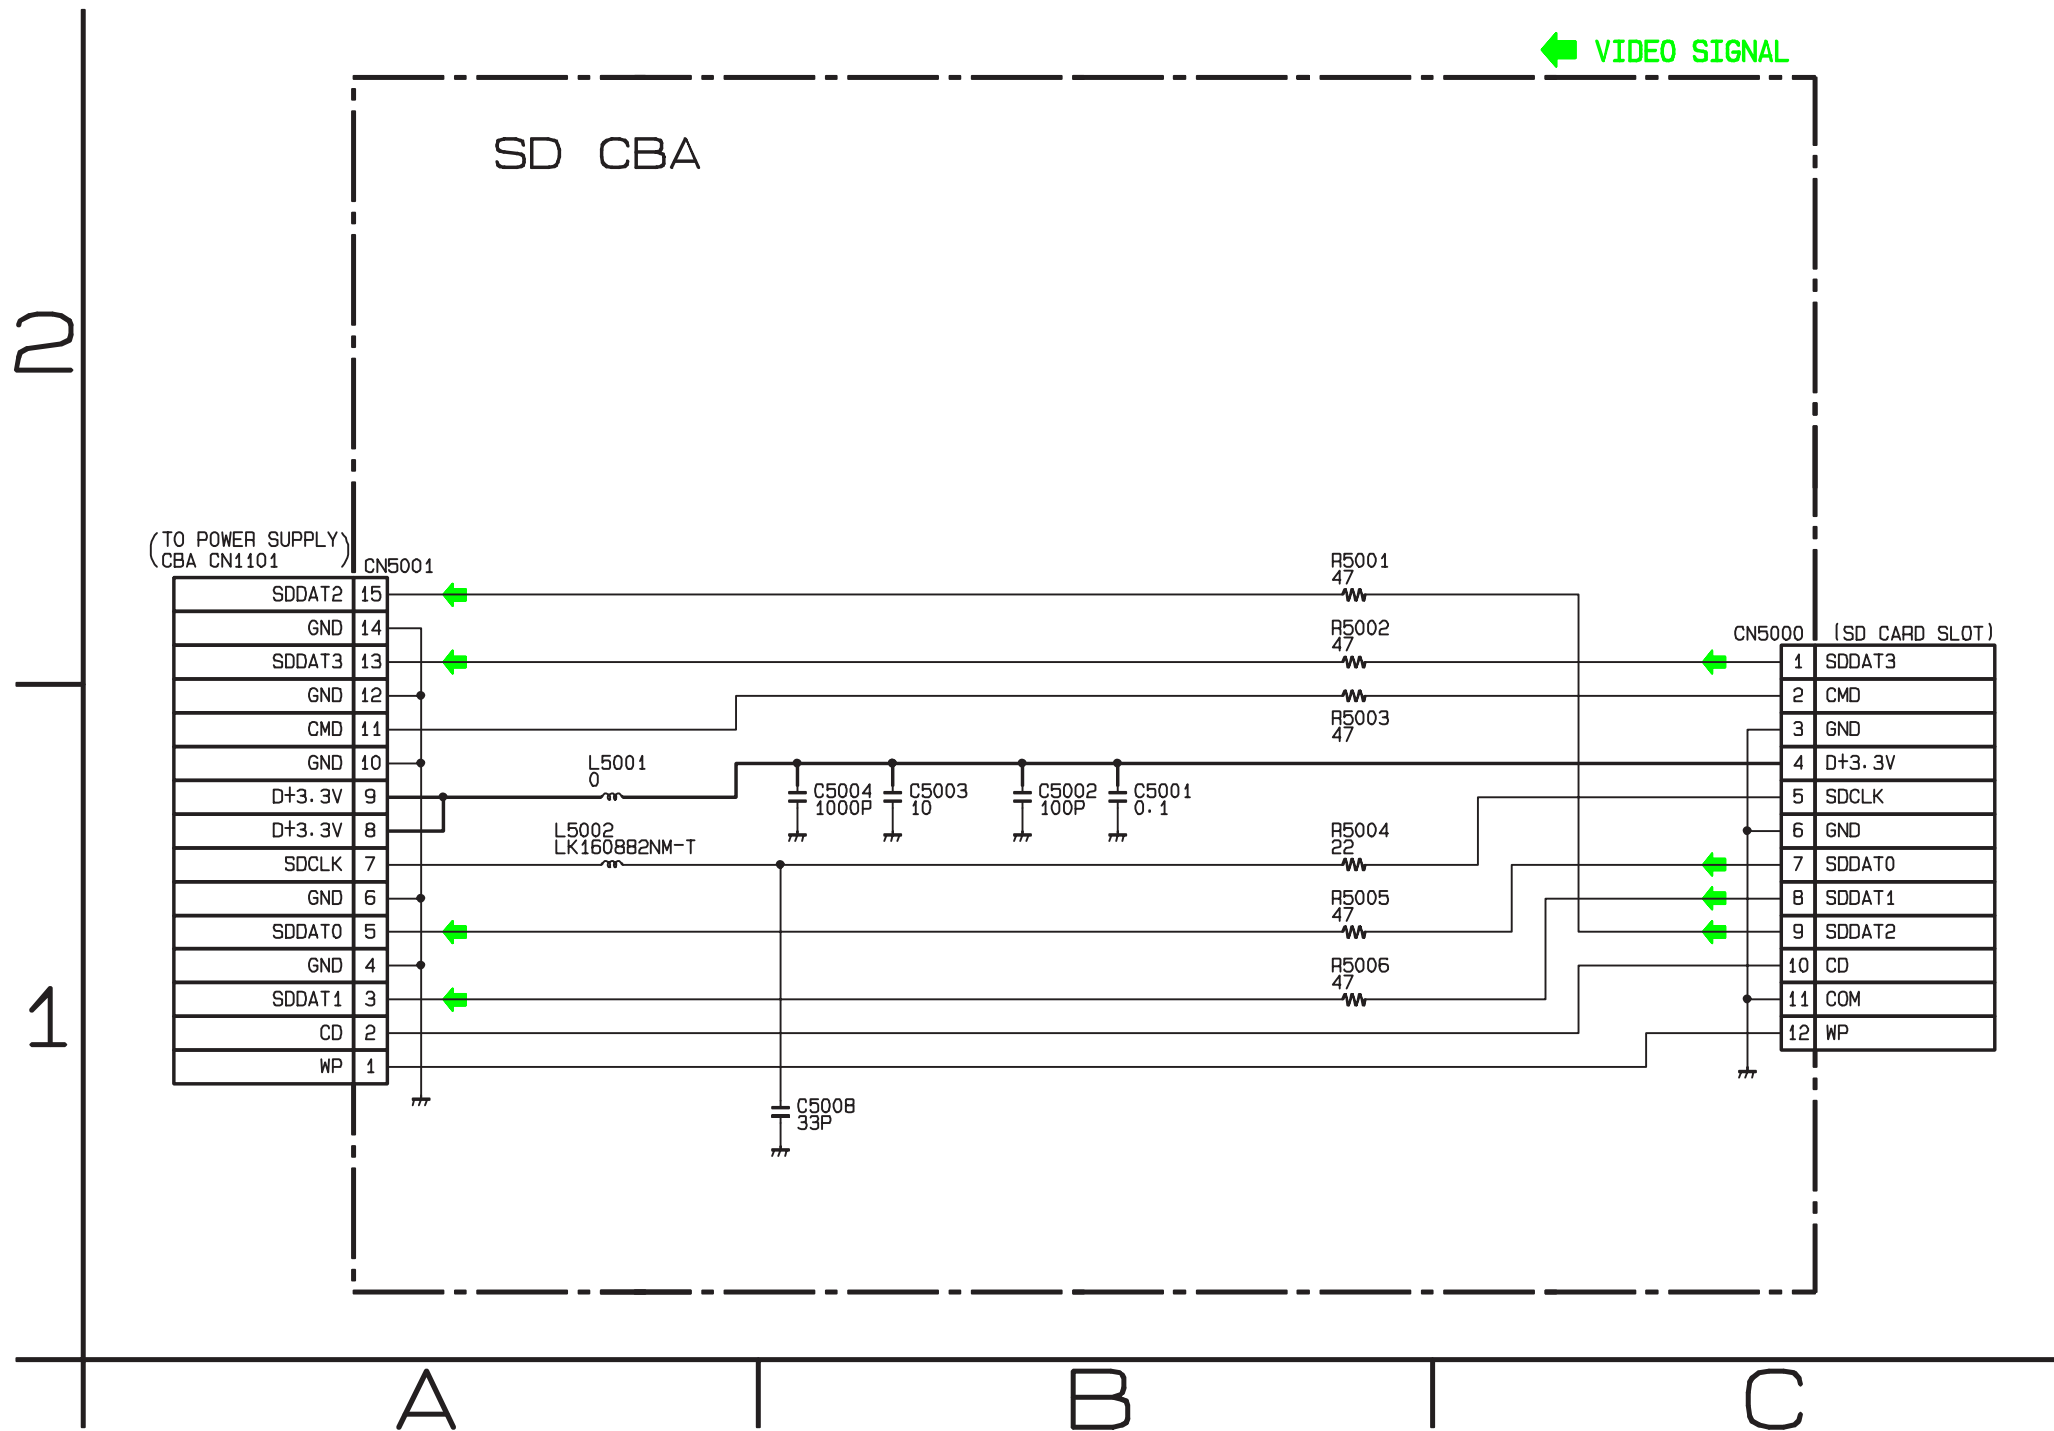 VIDEO SIGNAL
SD CBA
2
(TO POWER SUPPLY)
CBA CN1101
CN5001
SDDAT2 15
GND 14
SDDAT3 13
GND 12
CMD 11
GND 10
D+3.3V 9
D+3.3V 8
SDCLK 7
GND 6
SDDAT0 5
GND 4
SDDAT1 3
CD 2
WP 1
L5001
0
L5002
LK160882NM-T
C5004
1000P
C5003
10
C5002
100P
C5001
0.1
C5008
33P
R5001
47
R5002
47
R5003
47
R5004
22
R5005
47
R5006
47
CN5000 (SD CARD SLOT)
1 SDDAT3
2 CMD
3 GND
4 D+3.3V
5 SDCLK
6 GND
7 SDDAT0
8 SDDAT1
9 SDDAT2
10 CD
11 COM
12 WP
1
A B C